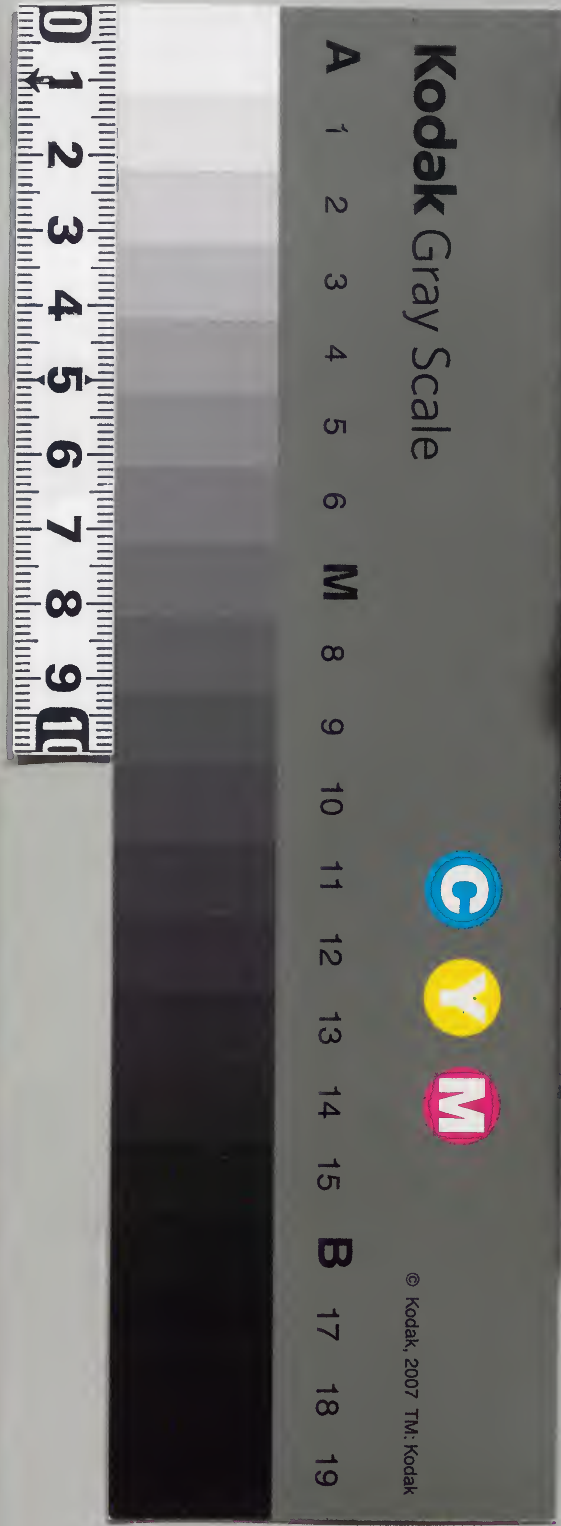 Kodak Gray Scale
C Y M
© Kodak, 2007 TM: Kodak
A 1 2 3 4 5 6 M 8 9 10 11 12 13 14 15 B 17 18 19
0 1 2 3 4 5 6 7 8 9 10